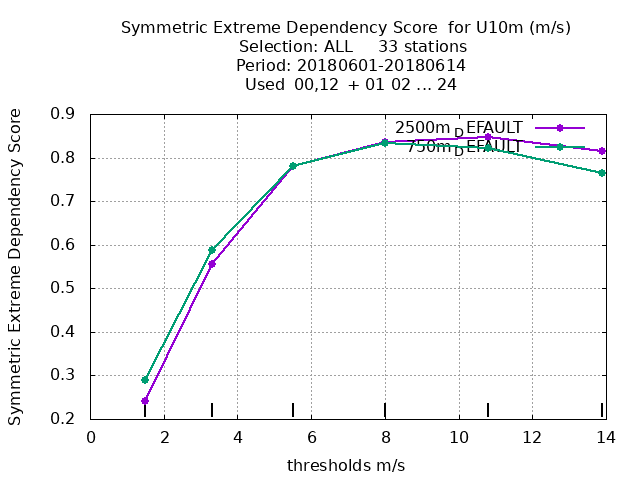 Symmetric Extreme Dependency Score for U10m (m/s)
Selection: ALL 33 stations
Period: 20180601-20180614
Used 00,12 + 01 02 ... 24
Symmetric Extreme Dependency Score
0.9
0.8
0.7
0.6
0.5
0.4
0.3
0.2
2500m_DEFAULT
750m_DEFAULT
0 2 4 6 8 10 12 14
thresholds m/s